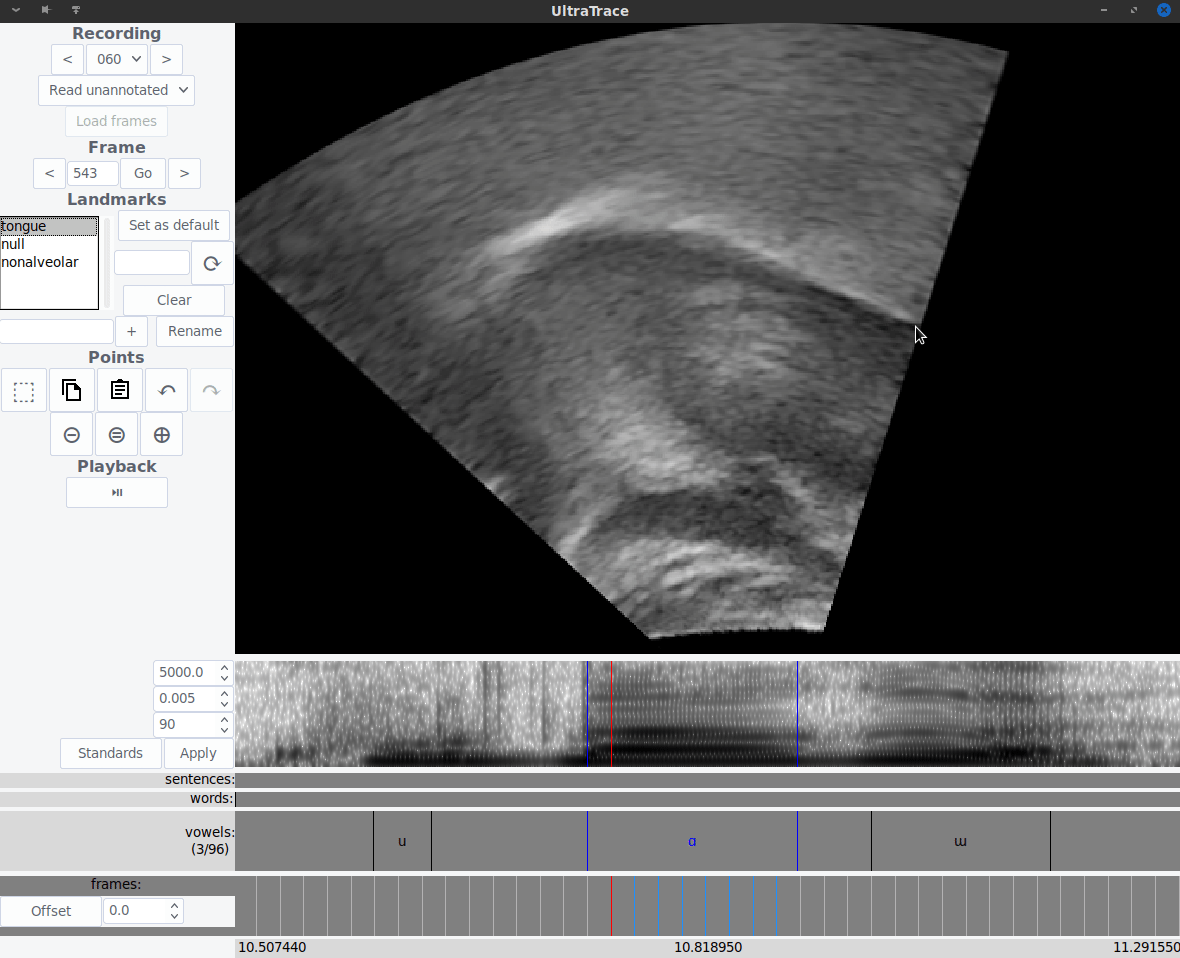 UltraTrace
Recording
< 060 >
Read unannotated
Load frames
Frame
< 543 Go >
Landmarks
tongue
null
nonalveolar
Set as default
Clear
+ Rename
Points
Playback
5000.0
0.005
90
Standards Apply
sentences:
words:
vowels:
(3/96)
u ɑ ɯ
frames:
Offset 0.0
10.507440 10.818950 11.291550